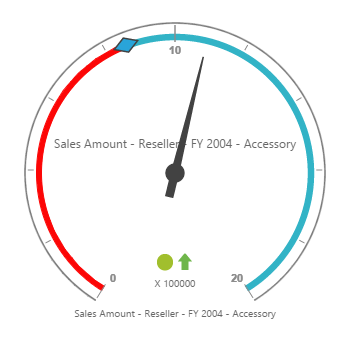 10
Sales Amount - Reseller - FY 2004 - Accessory
0
20
X 100000
Sales Amount - Reseller - FY 2004 - Accessory